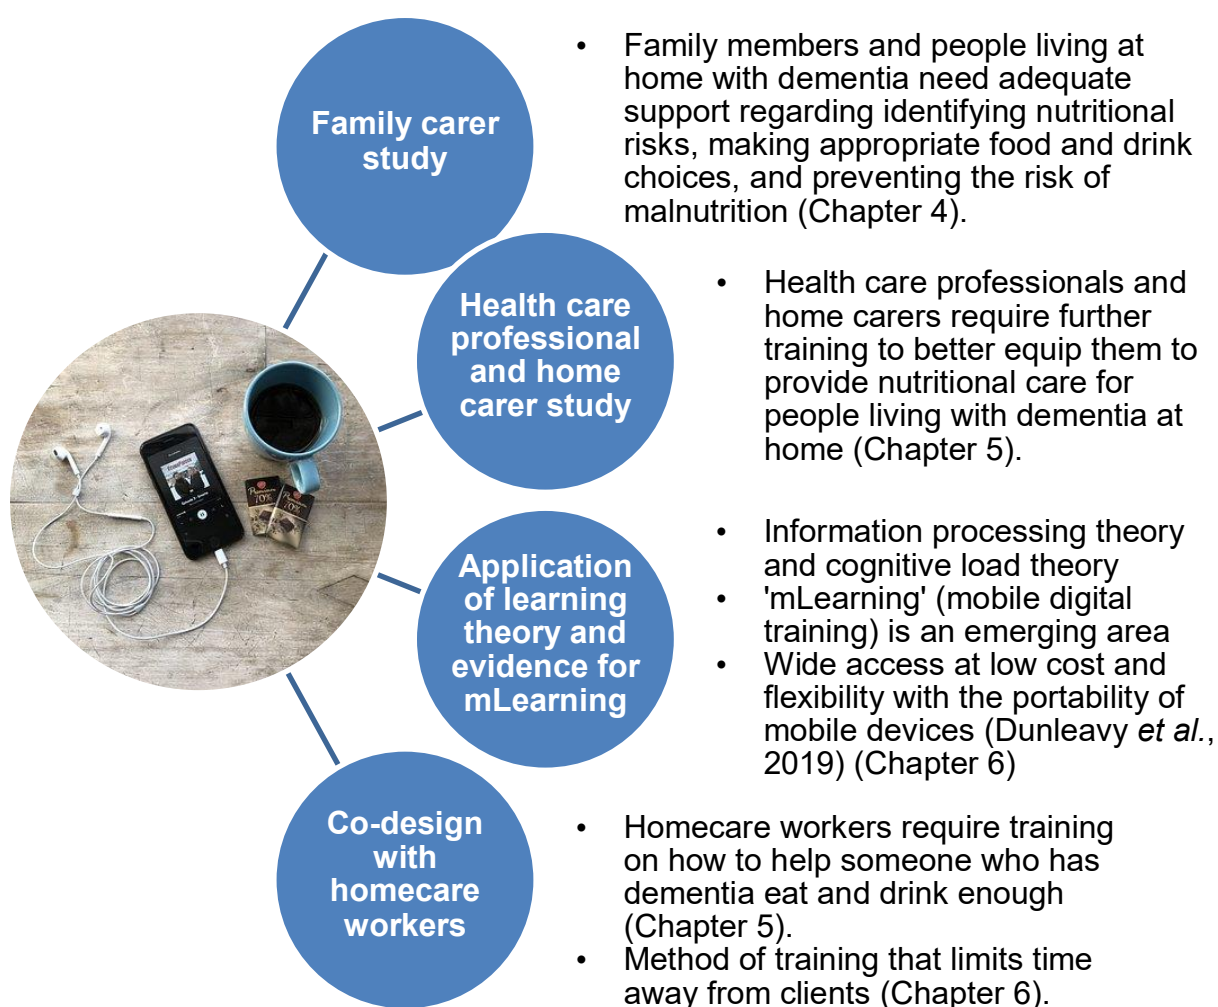 Family carer
study
• Family members and people living at
home with dementia need adequate
support regarding identifying nutritional
risks, making appropriate food and drink
choices, and preventing the risk of
malnutrition (Chapter 4).
Health care
professional
and home
carer study
• Health care professionals and
home carers require further
training to better equip them to
provide nutritional care for
people living with dementia at
home (Chapter 5).
Premium
70%
Premium
70%
Application
of learning
theory and
evidence for
mLearning
• Information processing theory
and cognitive load theory
• 'mLearning' (mobile digital
training) is an emerging area
• Wide access at low cost and
flexibility with the portability of
mobile devices (Dunleavy et al.,
2019) (Chapter 6)
Co-design
with
homecare
workers
• Homecare workers require training
on how to help someone who has
dementia eat and drink enough
(Chapter 5).
• Method of training that limits time
away from clients (Chapter 6).